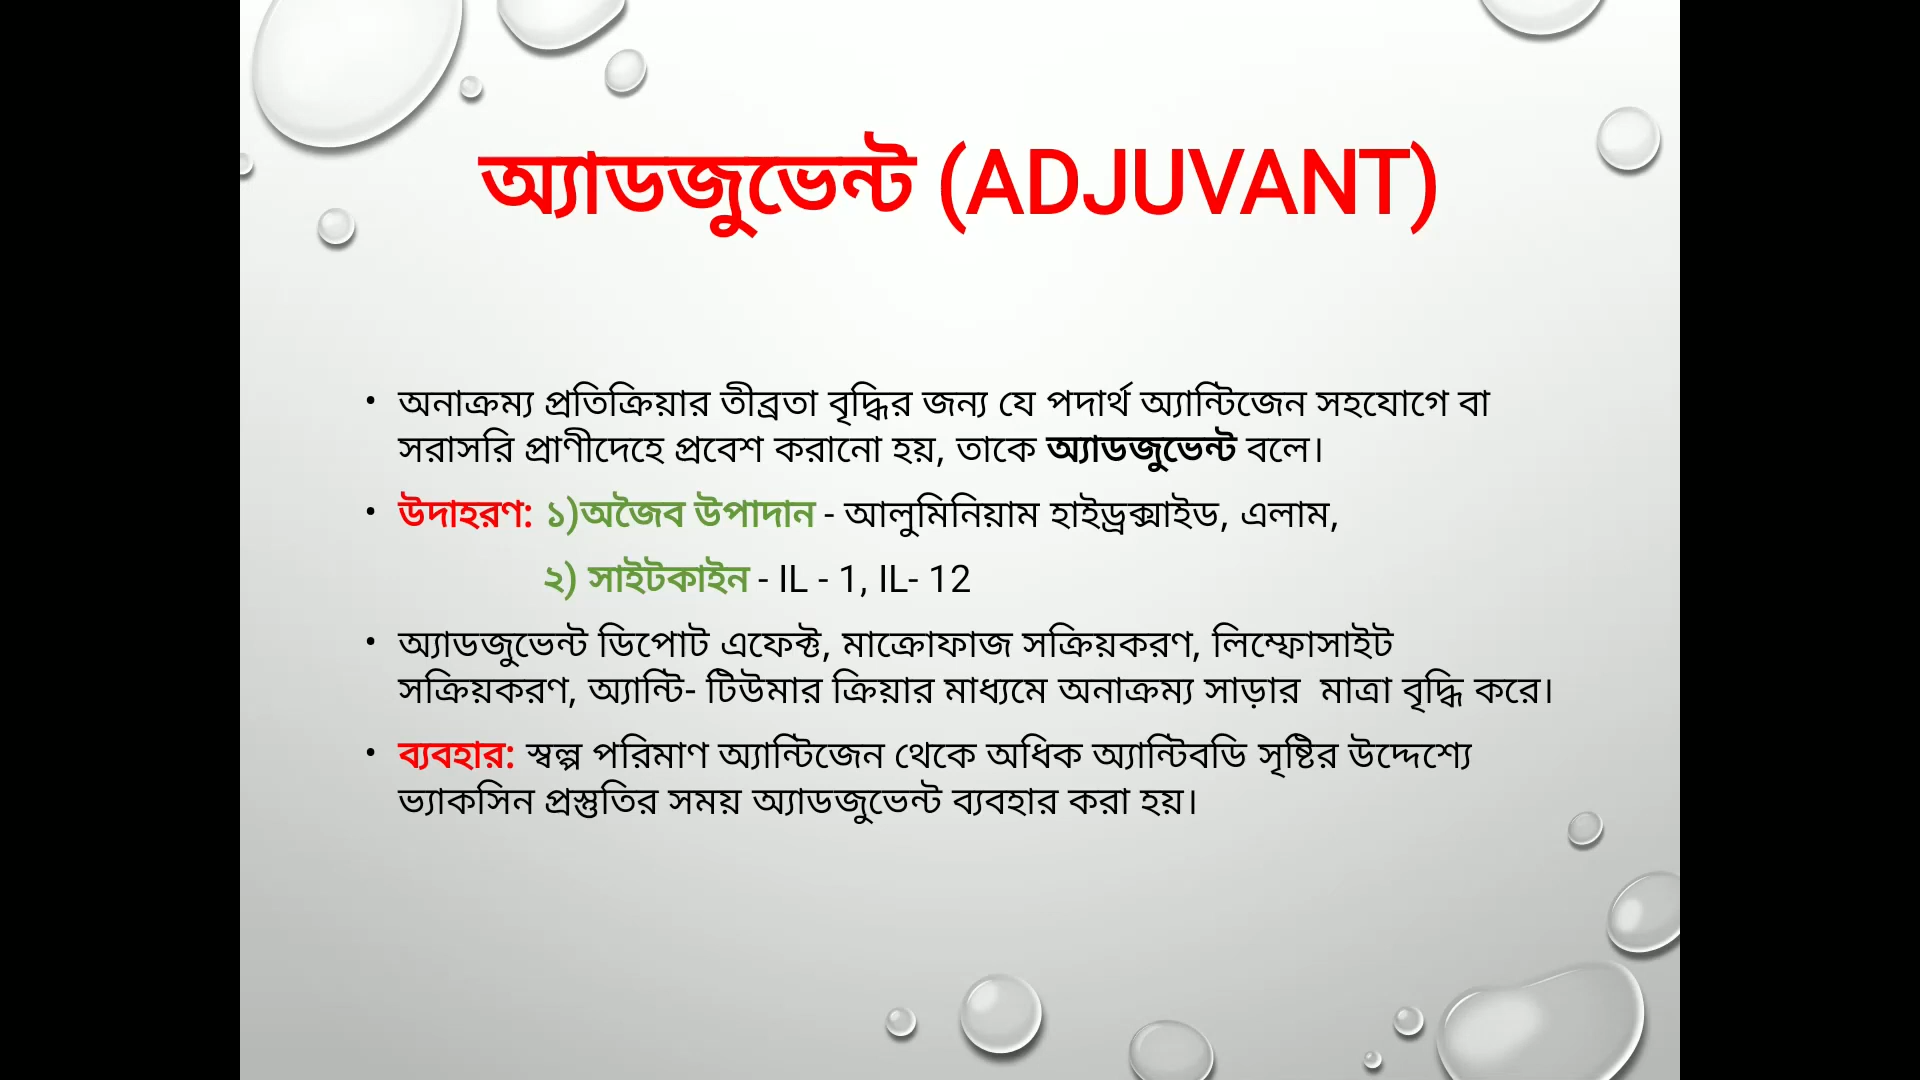 অ্যাডজুভেন্ট (ADJUVANT)
• অনাক্রম্য প্রতিক্রিয়ার তীব্রতা বৃদ্ধির জন্য যে পদার্থ অ্যান্টিজেন সহযোগে বা
সরাসরি প্রাণীদেহে প্রবেশ করানো হয়, তাকে অ্যাডজুভেন্ট বলে।
• উদাহরণ: ১)অজৈব উপাদান - আলুমিনিয়াম হাইড্রক্সাইড, এলাম,
২) সাইটকাইন - IL - 1, IL- 12
• অ্যাডজুভেন্ট ডিপোট এফেক্ট, মাক্রোফাজ সক্রিয়করণ, লিম্ফোসাইট
সক্রিয়করণ, অ্যান্টি- টিউমার ক্রিয়ার মাধ্যমে অনাক্রম্য সাড়ার মাত্রা বৃদ্ধি করে।
• ব্যবহার: স্বল্প পরিমাণ অ্যান্টিজেন থেকে অধিক অ্যান্টিবডি সৃষ্টির উদ্দেশ্যে
ভ্যাকসিন প্রস্তুতির সময় অ্যাডজুভেন্ট ব্যবহার করা হয়।